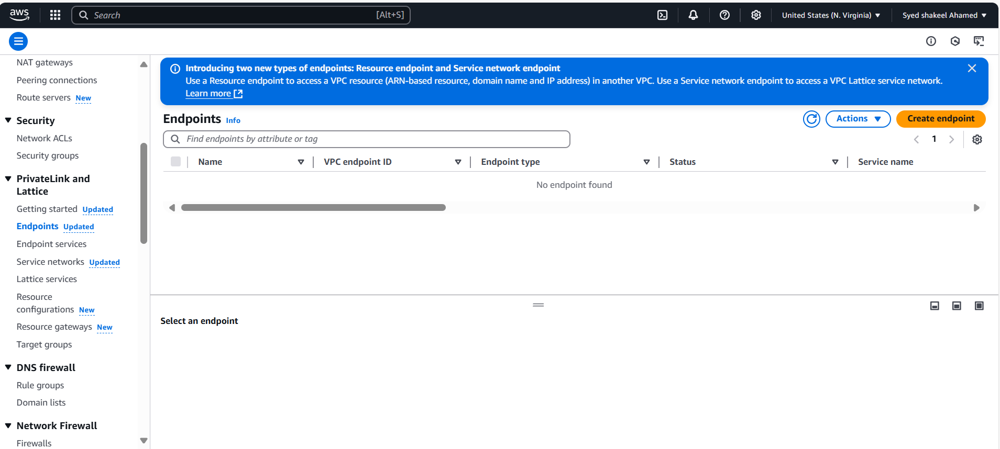 aws
Search [Alt+S]
United States (N. Virginia)
Syed shakeel Ahamed
NAT gateways
Peering connections
Route servers New
Security
Network ACLs
Security groups
PrivateLink and
Lattice
Getting started Updated
Endpoints Updated
Endpoint services
Service networks Updated
Lattice services
Resource
configurations New
Resource gateways New
Target groups
DNS firewall
Rule groups
Domain lists
Network Firewall
Firewalls
Introducing two new types of endpoints: Resource endpoint and Service network endpoint
Use a Resource endpoint to access a VPC resource (ARN-based resource, domain name and IP address) in another VPC. Use a Service network endpoint to access a VPC Lattice service network.
Learn more
Endpoints Info
Actions
Create endpoint
Find endpoints by attribute or tag
1
Name VPC endpoint ID Endpoint type Status Service name
No endpoint found
Select an endpoint